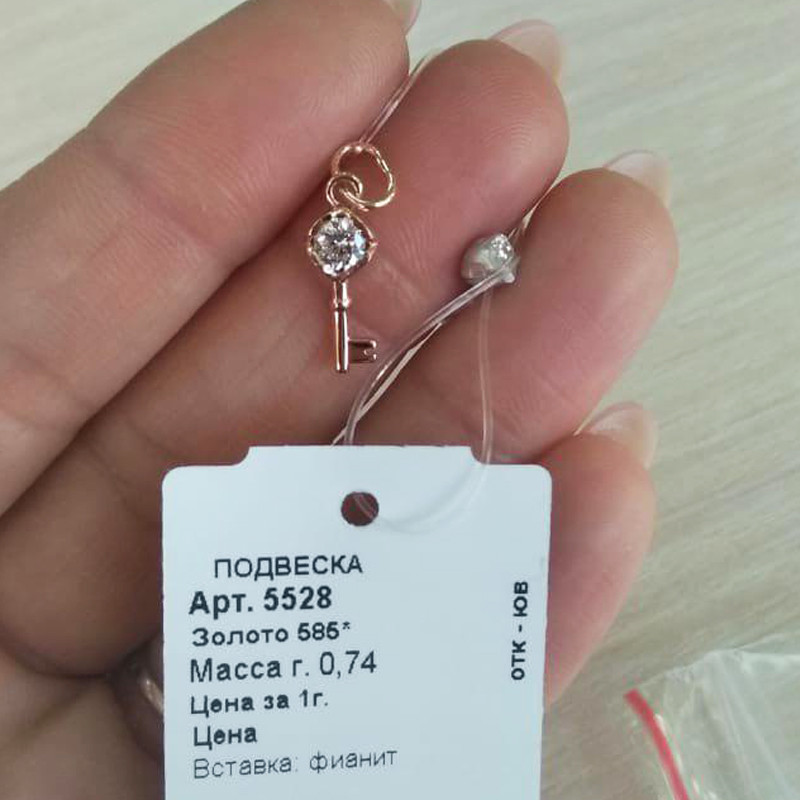 ПОДВЕСКА
Арт. 5528
Золото 585*
Масса г. 0,74
Цена за 1г.
Цена
Вставка: фианит
ОТК - ЮВ